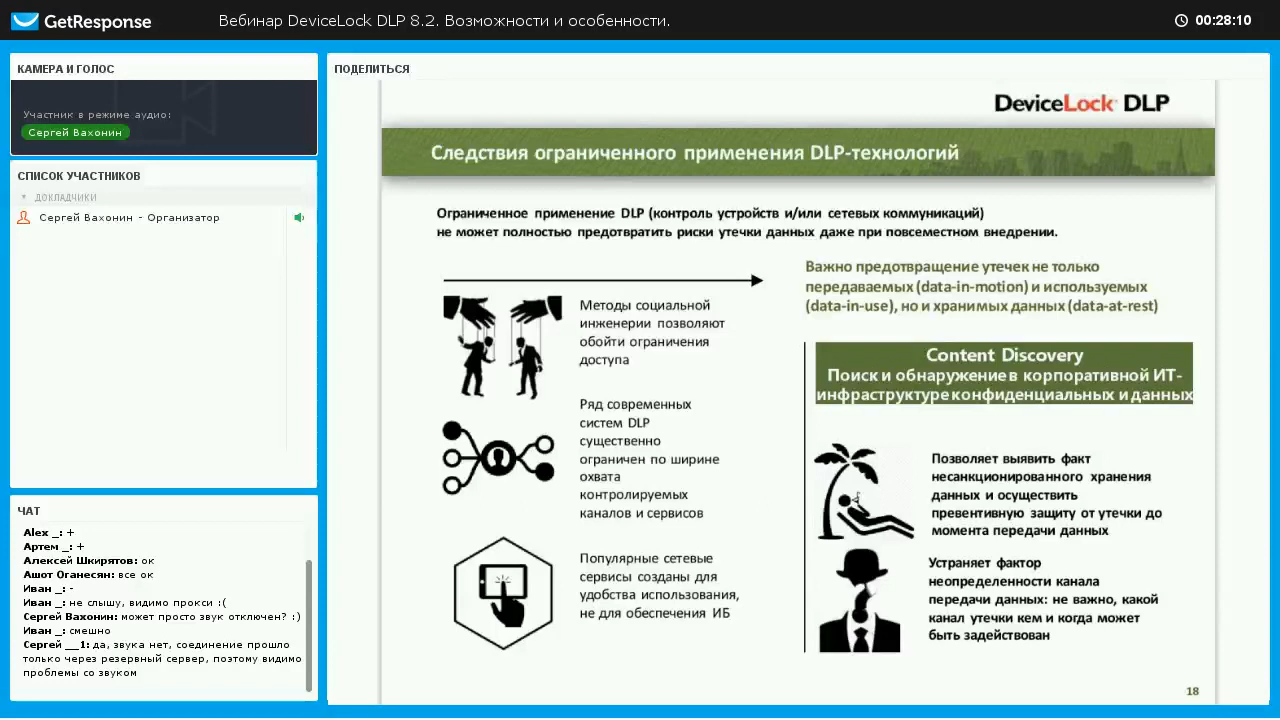 GetResponse
Вебинар DeviceLock DLP 8.2. Возможности и особенности.
00:28:10
КАМЕРА И ГОЛОС
Участник в режиме аудио:
Сергей Вахонин
СПИСОК УЧАСТНИКОВ
ДОКЛАДЧИКИ
Сергей Вахонин - Организатор
ЧАТ
Alex _: +
Артем _: +
Алексей Шкирятов: ок
Ашот Оганесян: все ок
Иван _: -
Иван _: не слышу, видимо прокси :(
Сергей Вахонин: может просто звук отключен? :)
Иван _: смешно
Сергей __1: да, звука нет, соединение прошло
только через резервный сервер, поэтому видимо
проблемы со звуком
ПОДЕЛИТЬСЯ
DeviceLock DLP
Следствия ограниченного применения DLP-технологий
Ограниченное применение DLP (контроль устройств и/или сетевых коммуникаций)
не может полностью предотвратить риски утечки данных даже при повсеместном внедрении.
Методы социальной
инженерии позволяют
обойти ограничения
доступа
Ряд современных
систем DLP
существенно
ограничен по ширине
охвата
контролируемых
каналов и сервисов
Популярные сетевые
сервисы созданы для
удобства использования,
не для обеспечения ИБ
Важно предотвращение утечек не только
передаваемых (data-in-motion) и используемых
(data-in-use), но и хранимых данных (data-at-rest)
Content Discovery
Поиск и обнаружение в корпоративной ИТ-
инфраструктуре конфиденциальных и данных
Позволяет выявить факт
несанкционированного хранения
данных и осуществить
превентивную защиту от утечки до
момента передачи данных
Устраняет фактор
неопределенности канала
передачи данных: не важно, какой
канал утечки кем и когда может
быть задействован
18